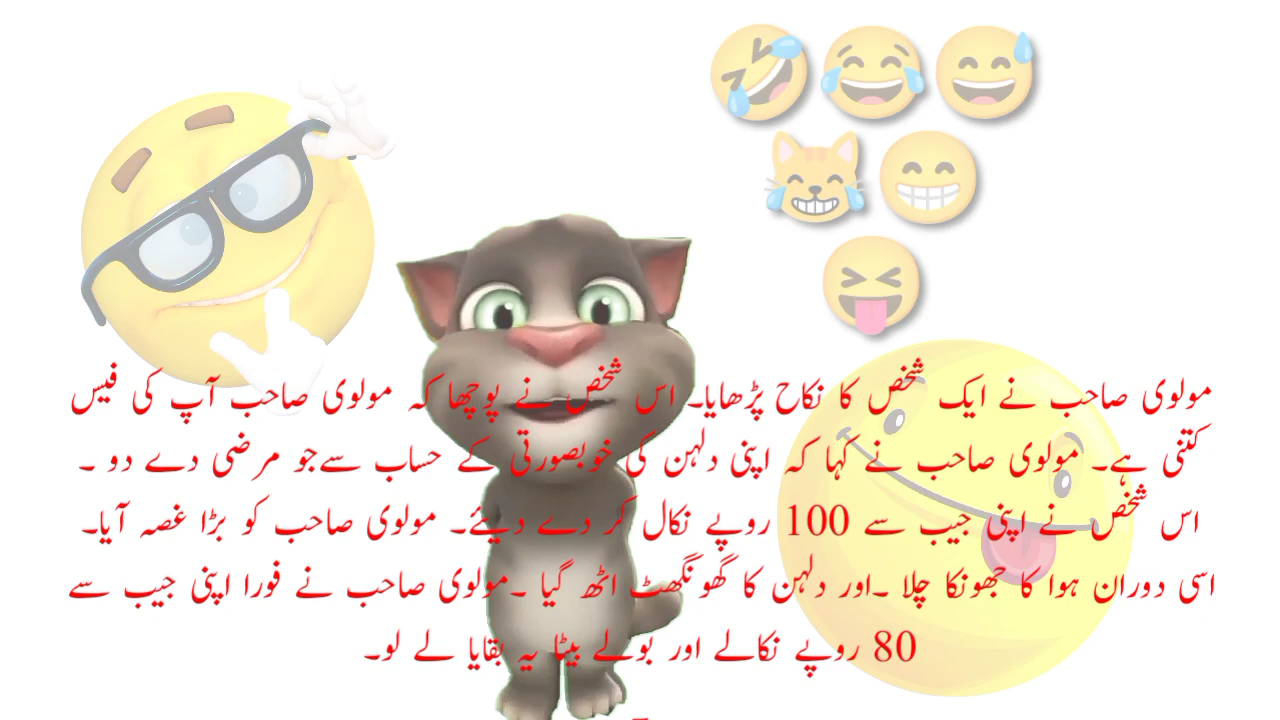 مولوی صاحب نے ایک شخص کا نکاح پڑھایا۔ اس شخص نے پوچھا کہ مولوی صاحب آپ کی فیس
کتنی ہے۔ مولوی صاحب نے کہا کہ اپنی دلہن کی خوبصورتی کے حساب سےجو مرضی دے دو ۔
اس شخص نے اپنی جیب سے 100 روپے نکال کر دے دیئے۔ مولوی صاحب کو بڑا غصہ آیا۔
اسی دوران ہوا کا جھونکا چلا ۔اور دلہن کا گھونگھٹ اٹھ گیا ۔مولوی صاحب نے فورا اپنی جیب سے
80 روپے نکالے اور بولے بیٹا یہ بقایا لے لو۔